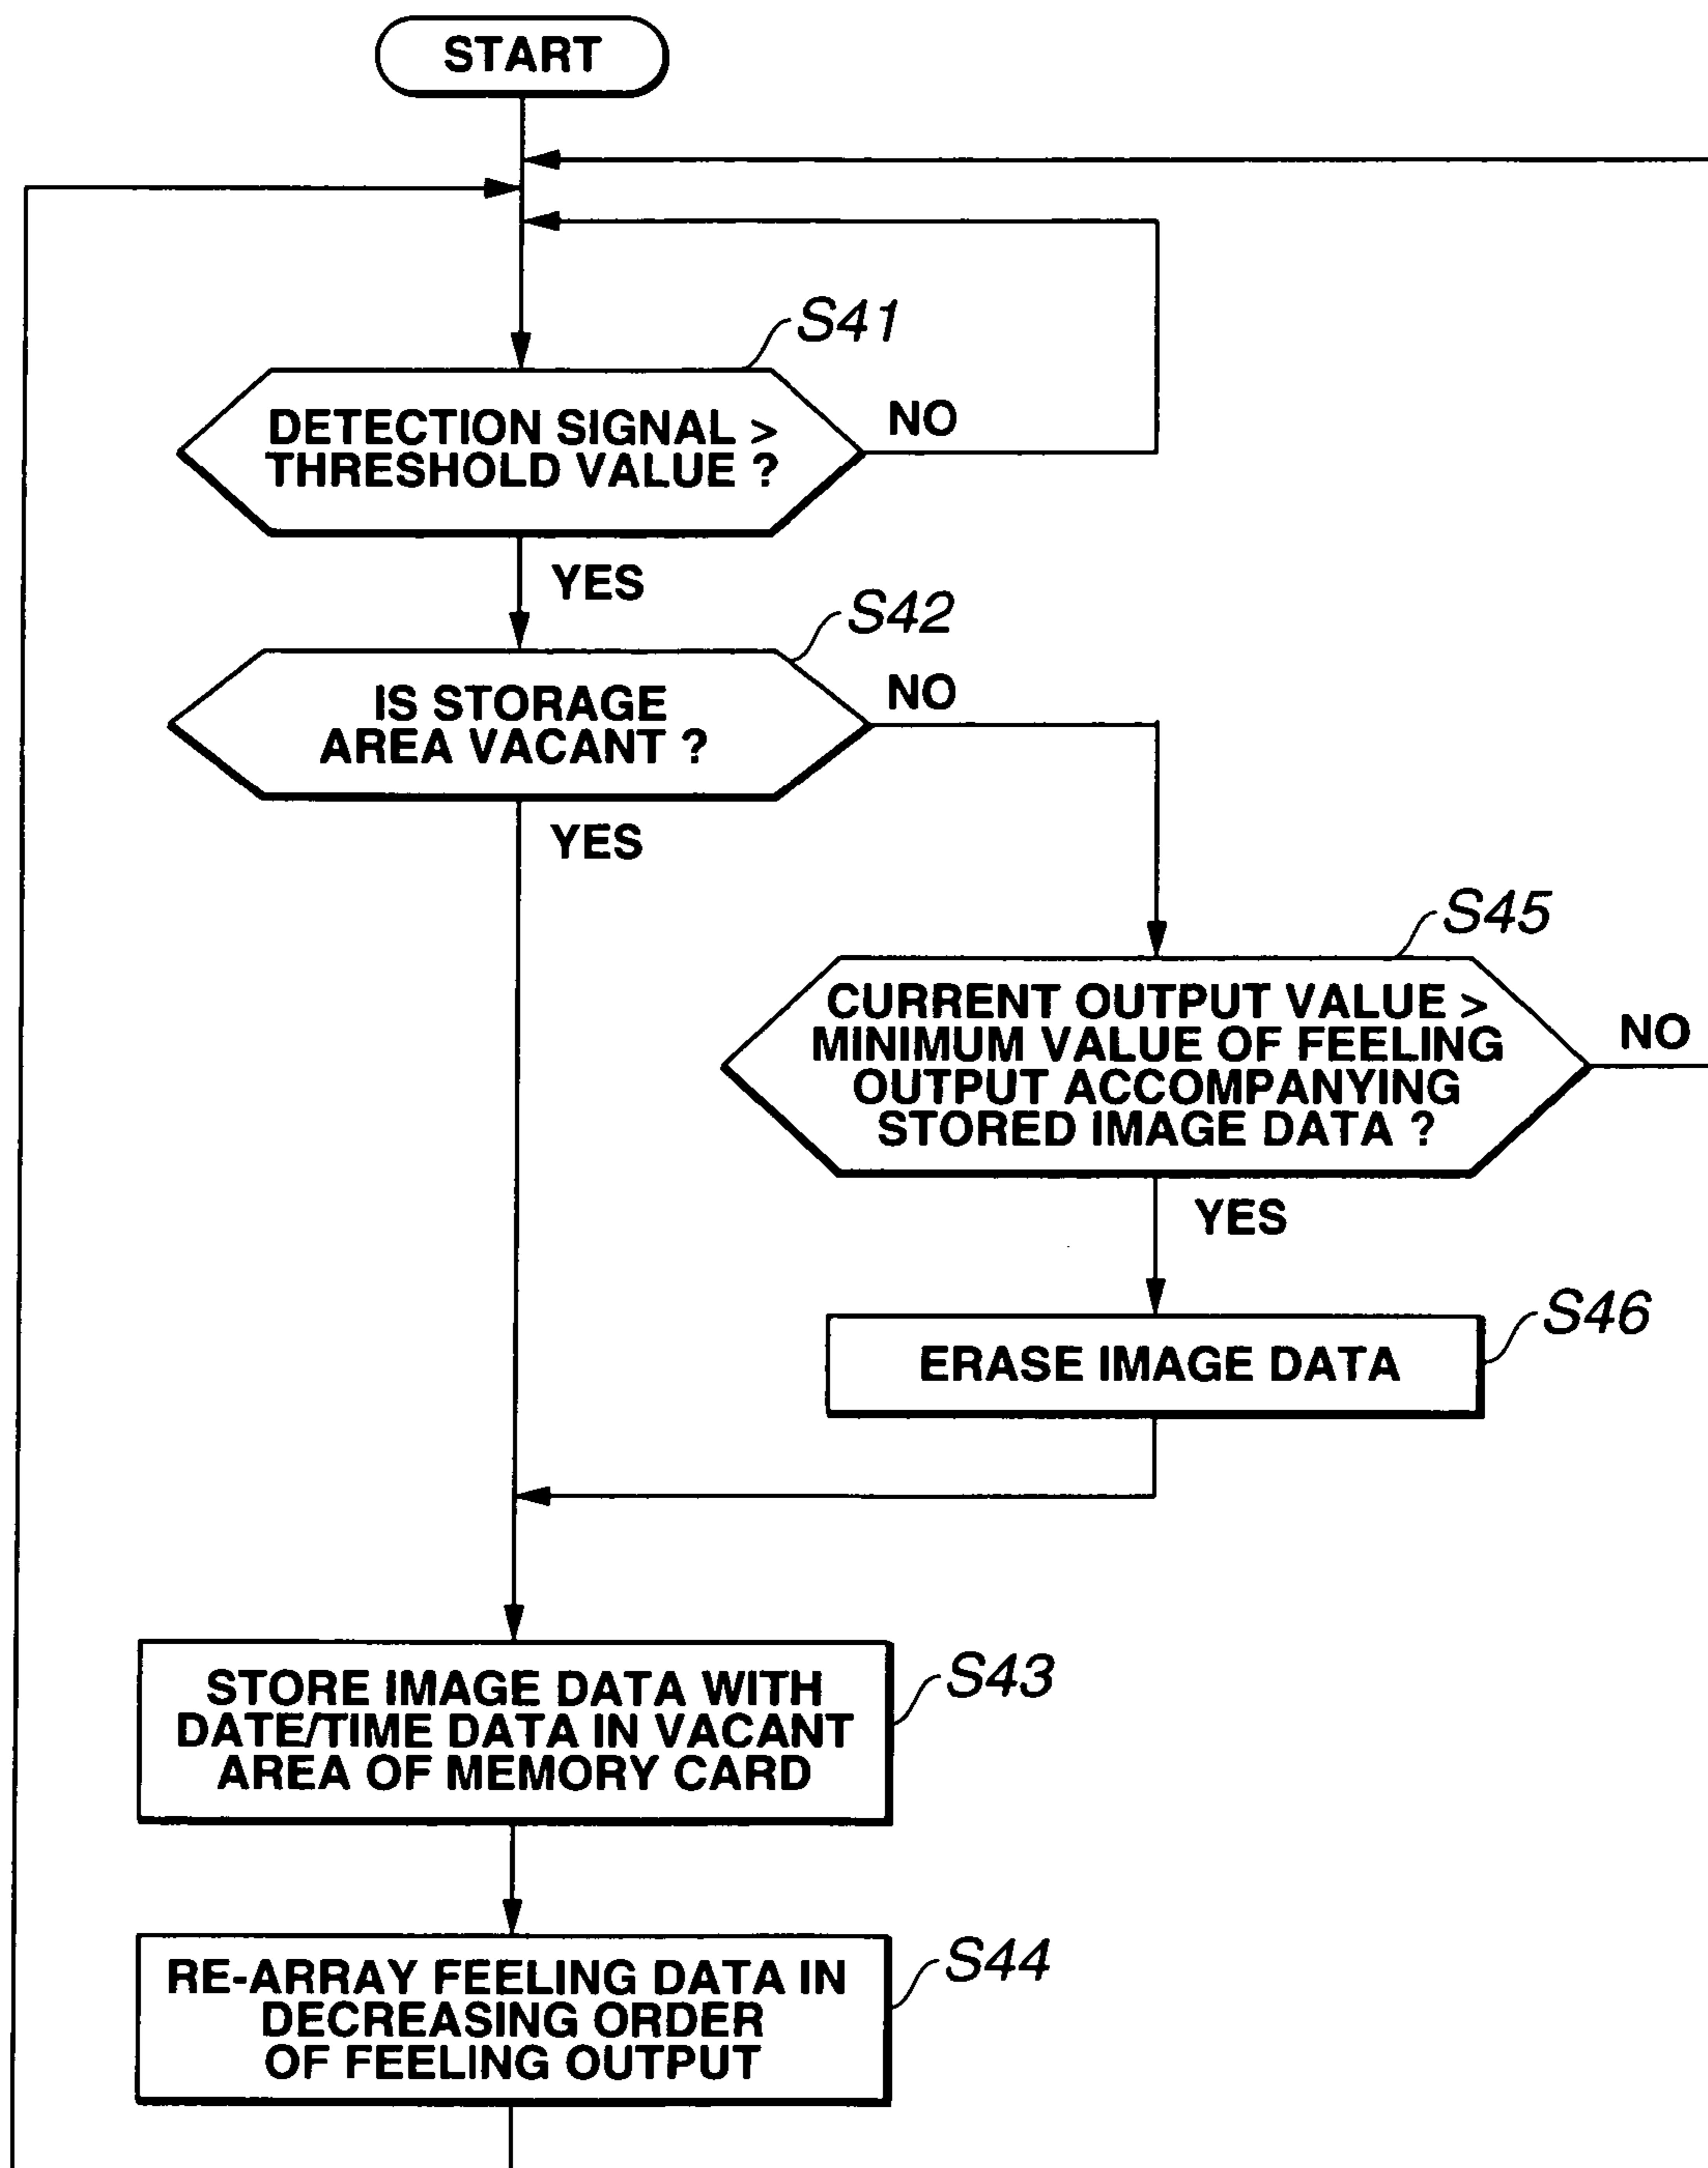 START
S41
DETECTION SIGNAL >
THRESHOLD VALUE ?
NO
YES
S42
IS STORAGE
AREA VACANT ?
NO
YES
S45
CURRENT OUTPUT VALUE >
MINIMUM VALUE OF FEELING
OUTPUT ACCOMPANYING
STORED IMAGE DATA ?
NO
YES
S46
ERASE IMAGE DATA
S43
STORE IMAGE DATA WITH
DATE/TIME DATA IN VACANT
AREA OF MEMORY CARD
S44
RE-ARRAY FEELING DATA IN
DECREASING ORDER
OF FEELING OUTPUT